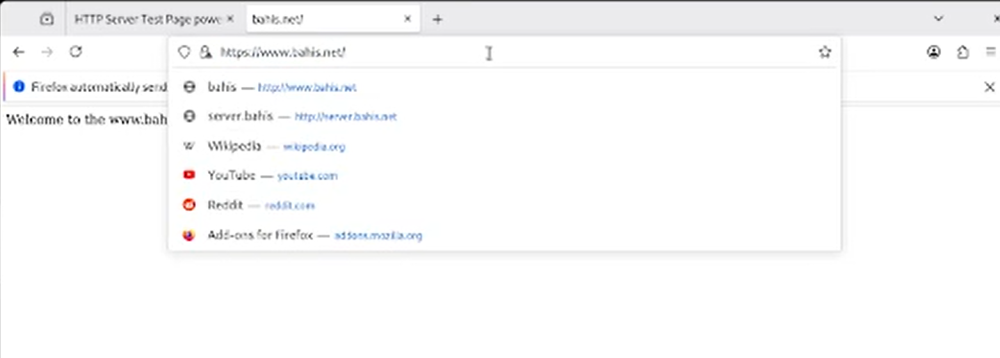 HTTP Server Test Page powe
bahis.net/
https://www.bahis.net/
Firefox automatically send
bahis — http://www.bahis.net
Welcome to the www.bah
server.bahis — http://server.bahis.net
W Wikipedia — wikipedia.org
YouTube — youtube.com
Reddit — reddit.com
Add-ons for Firefox — addons.mozilla.org